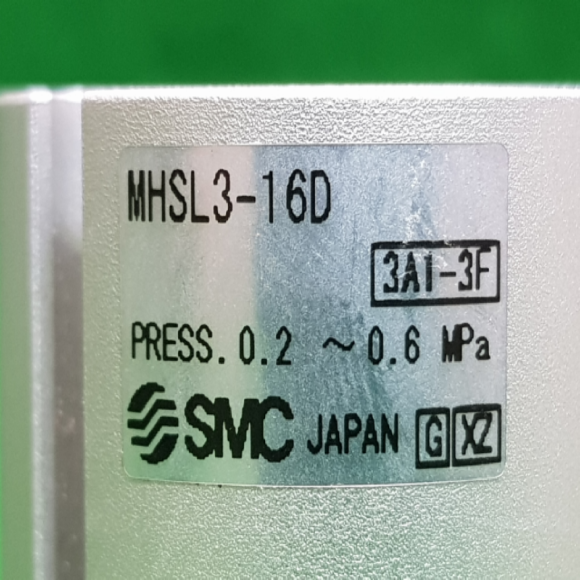 MHSL3-16D
3A1-3F
PRESS. 0.2 ～ 0.6 MPa
SMC JAPAN G XZ